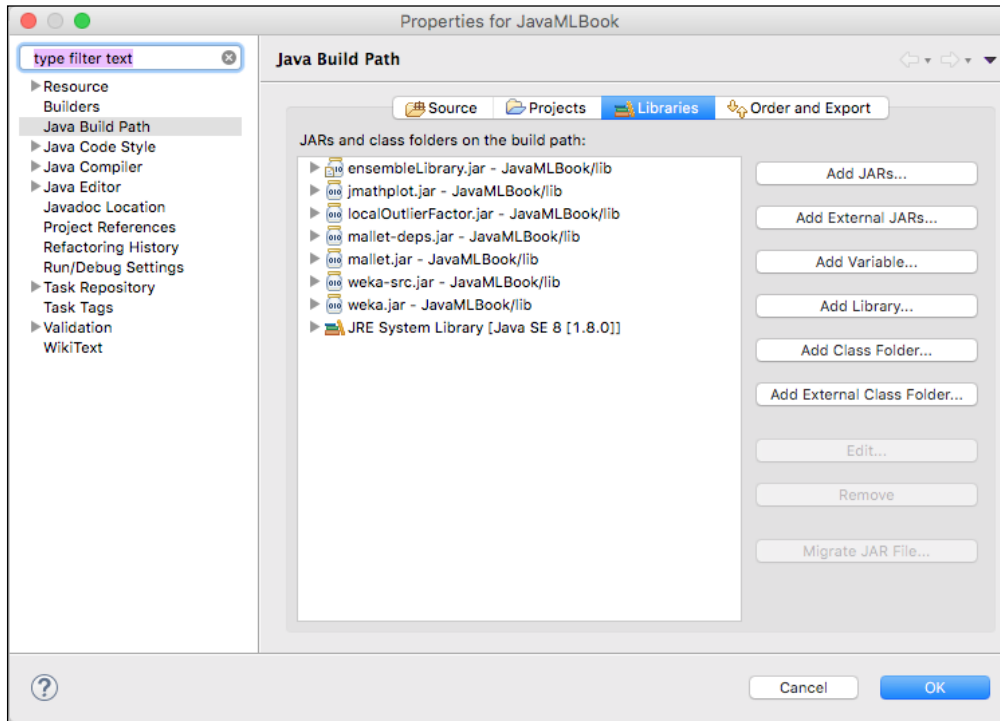 Properties for JavaMLBook
type filter text
Resource
Builders
Java Build Path
Java Code Style
Java Compiler
Java Editor
Javadoc Location
Project References
Refactoring History
Run/Debug Settings
Task Repository
Task Tags
Validation
WikiText
Java Build Path
Source Projects Libraries Order and Export
JARs and class folders on the build path:
ensembleLibrary.jar - JavaMLBook/lib
jmathplot.jar - JavaMLBook/lib
localOutlierFactor.jar - JavaMLBook/lib
mallet-deps.jar - JavaMLBook/lib
mallet.jar - JavaMLBook/lib
weka-src.jar - JavaMLBook/lib
weka.jar - JavaMLBook/lib
JRE System Library [Java SE 8 [1.8.0]]
Add JARs...
Add External JARs...
Add Variable...
Add Library...
Add Class Folder...
Add External Class Folder...
Edit...
Remove
Migrate JAR File...
?
Cancel
OK